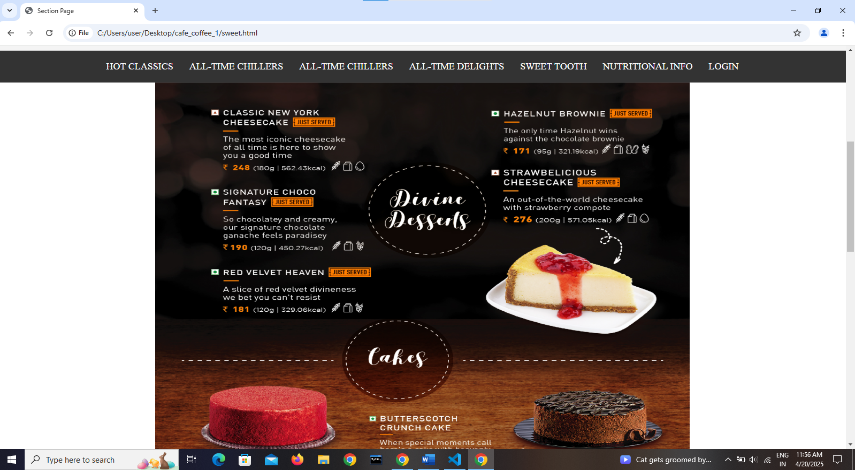 Section Page
File
C:/Users/user/Desktop/cafe_coffee_1/sweet.html
HOT CLASSICS
ALL-TIME CHILLERS
ALL-TIME CHILLERS
ALL-TIME DELIGHTS
SWEET TOOTH
NUTRITIONAL INFO
LOGIN
CLASSIC NEW YORK
CHEESECAKE JUST SERVED
The most iconic cheesecake
of all time is here to show
you a good time
₹ 248 (180g | 562.43kcal)
SIGNATURE CHOCO
FANTASY JUST SERVED
So chocolatey and creamy,
our signature chocolate
ganache feels paradisey
₹ 190 (120g | 450.27kcal)
RED VELVET HEAVEN JUST SERVED
A slice of red velvet divineness
we bet you can't resist
₹ 181 (120g | 329.06kcal)
Divine
Desserts
HAZELNUT BROWNIE JUST SERVED
The only time Hazelnut wins
against the chocolate brownie
₹ 171 (95g | 321.19kcal)
STRAWBELICIOUS
CHEESECAKE JUST SERVED
An out-of-the-world cheesecake
with strawberry compote
₹ 276 (200g | 571.05kcal)
Cakes
BUTTERSCOTCH
CRUNCH CAKE
When special moments call
Type here to search
Cat gets groomed by...
ENG
IN
11:56 AM
4/20/2025